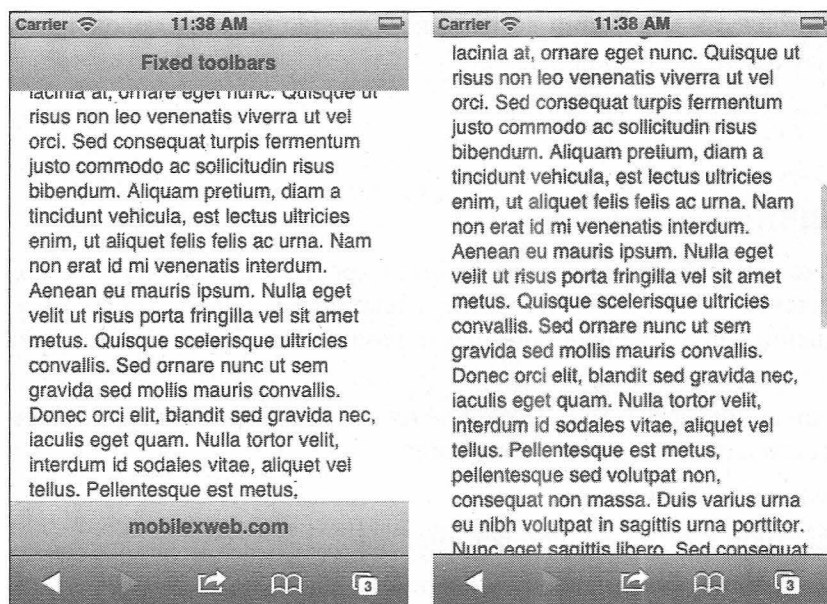 Carrier 11:38 AM
Fixed toolbars
lacinia at, ornare eget nunc. Quisque ut
risus non leo venenatis viverra ut vel
orci. Sed consequat turpis fermentum
justo commodo ac sollicitudin risus
bibendum. Aliquam pretium, diam a
tincidunt vehicula, est lectus ultricies
enim, ut aliquet felis felis ac urna. Nam
non erat id mi venenatis interdum.
Aenean eu mauris ipsum. Nulla eget
velit ut risus porta fringilla vel sit amet
metus. Quisque scelerisque ultricies
convallis. Sed ornare nunc ut sem
gravida sed mollis mauris convallis.
Donec orci elit, blandit sed gravida nec,
iaculis eget quam. Nulla tortor velit,
interdum id sodales vitae, aliquet vel
tellus. Pellentesque est metus,
mobilexweb.com
3
Carrier 11:38 AM
lacinia at, ornare eget nunc. Quisque ut
risus non leo venenatis viverra ut vel
orci. Sed consequat turpis fermentum
justo commodo ac sollicitudin risus
bibendum. Aliquam pretium, diam a
tincidunt vehicula, est lectus ultricies
enim, ut aliquet felis felis ac urna. Nam
non erat id mi venenatis interdum.
Aenean eu mauris ipsum. Nulla eget
velit ut risus porta fringilla vel sit amet
metus. Quisque scelerisque ultricies
convallis. Sed ornare nunc ut sem
gravida sed mollis mauris convallis.
Donec orci elit, blandit sed gravida nec,
iaculis eget quam. Nulla tortor velit,
interdum id sodales vitae, aliquet vel
tellus. Pellentesque est metus,
pellentesque sed volutpat non,
consequat non massa. Duis varius urna
eu nibh volutpat in sagittis urna porttitor.
Nunc eget sagittis libero. Sed consequat
3